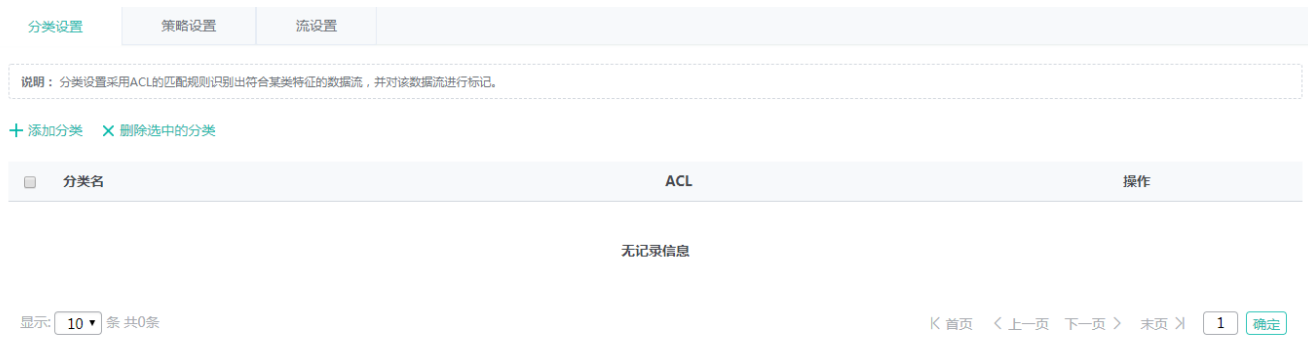 分类设置 策略设置 流设置
说明： 分类设置采用ACL的匹配规则识别出符合某类特征的数据流，并对该数据流进行标记。
添加分类 删除选中的分类
分类名 ACL 操作
无记录信息
显示: 10 条 共0条 首页 上一页 下一页 末页 1 确定